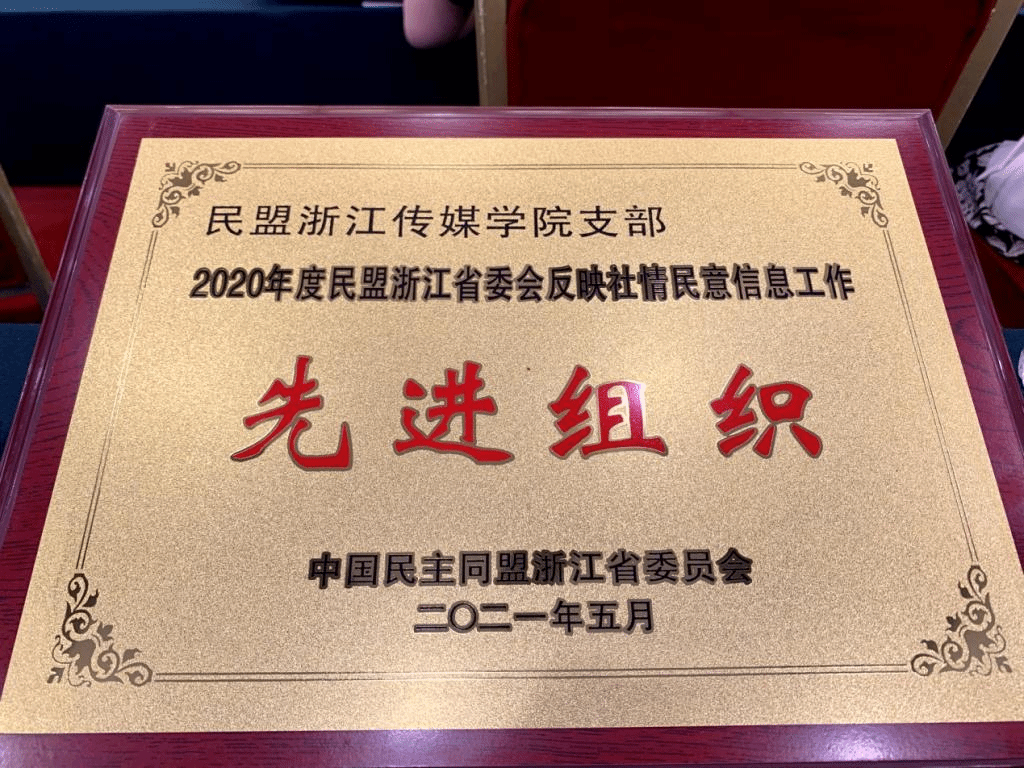 民盟浙江传媒学院支部
2020年度民盟浙江省委会反映社情民意信息工作
先进组织
中国民主同盟浙江省委员会
二〇二一年五月